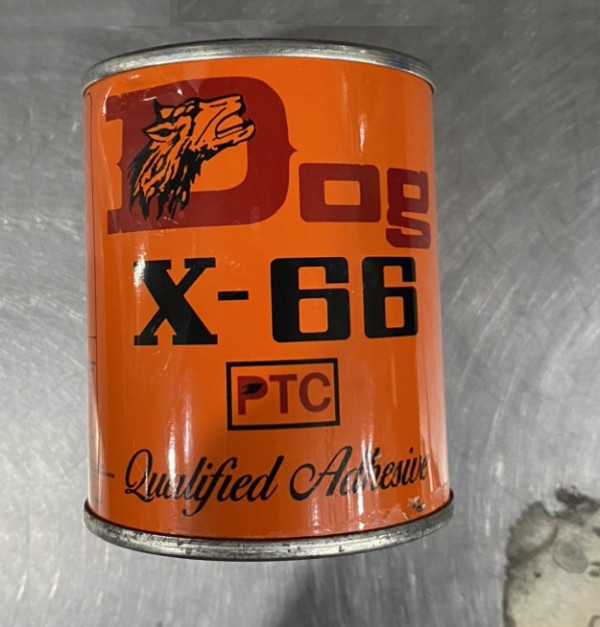 Dog
X-66
PTC
Qualified Adhesive